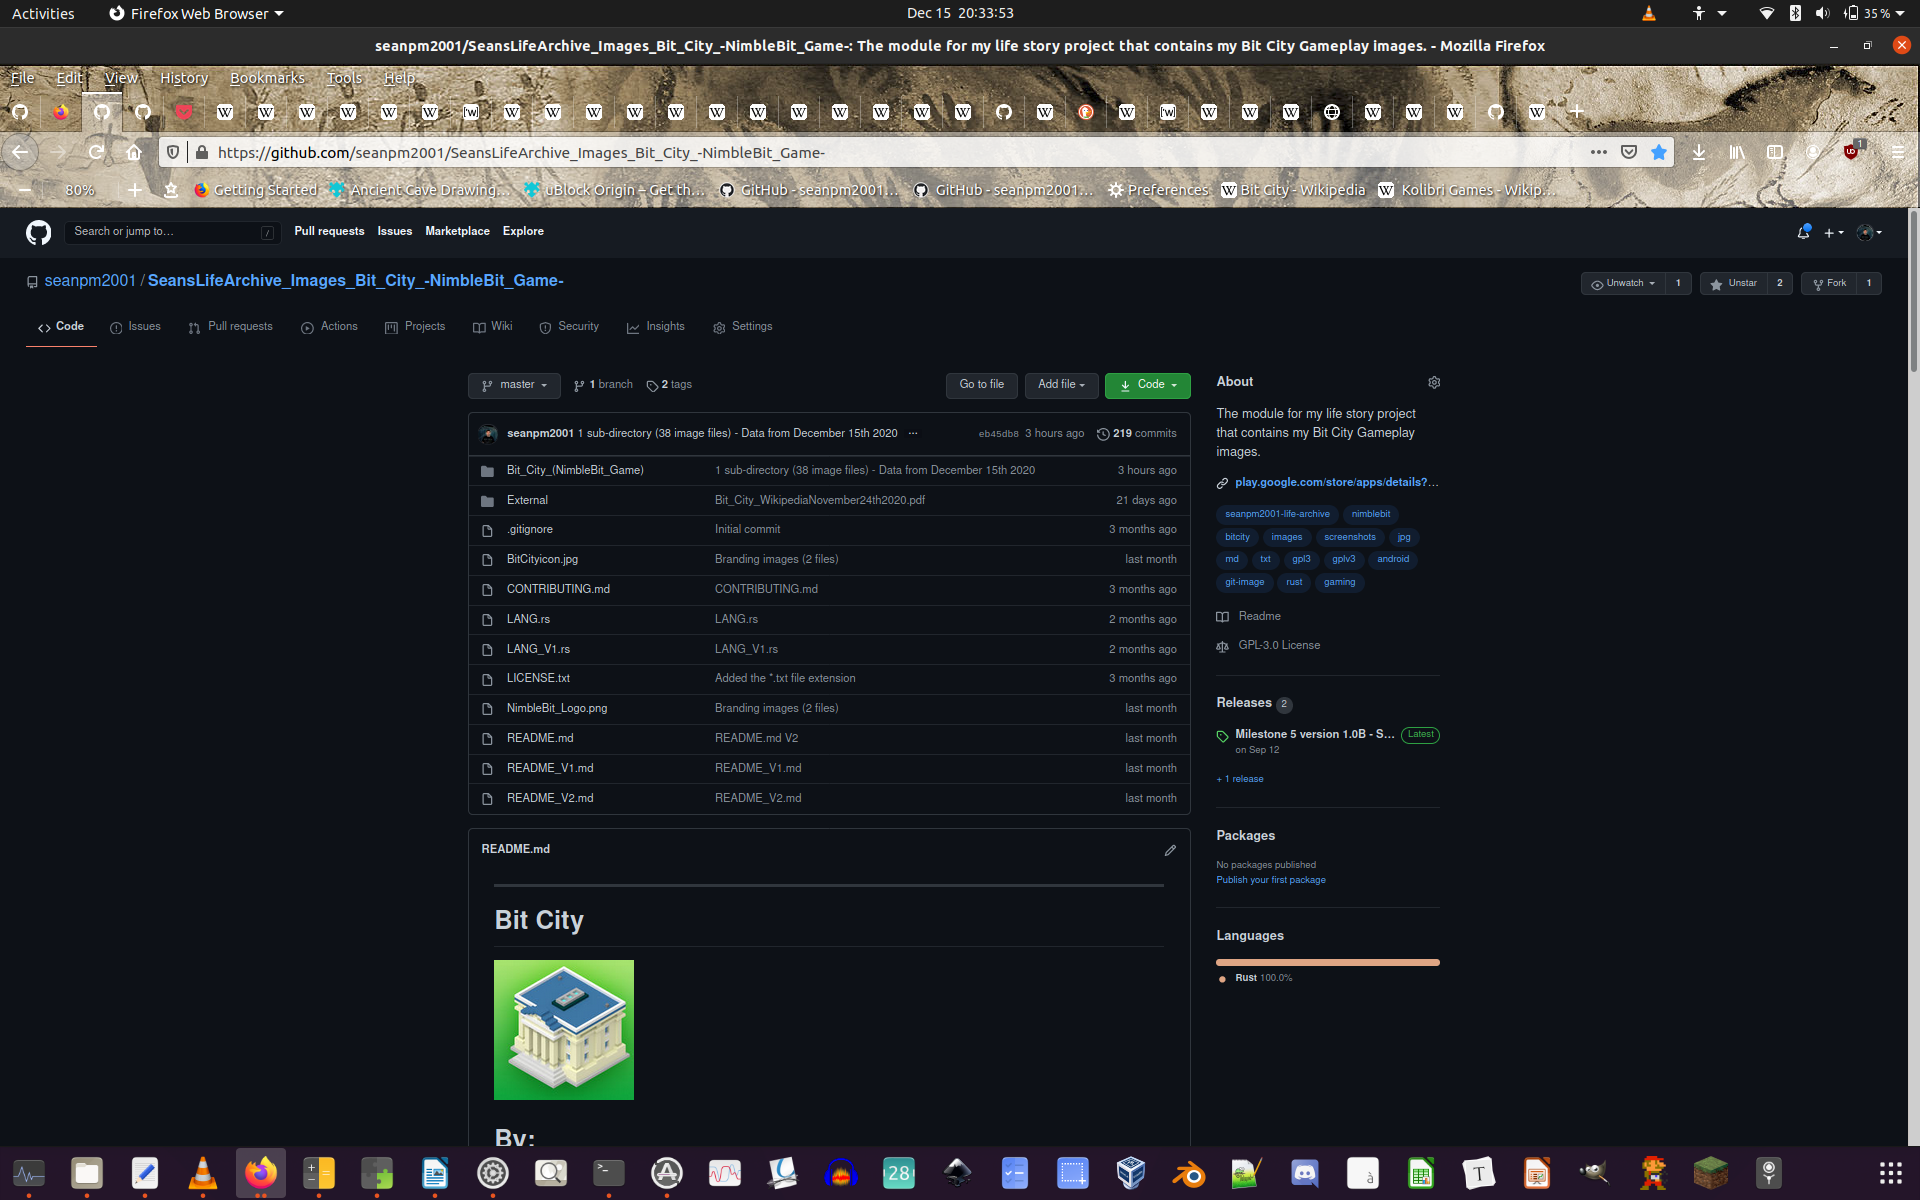 Activities Firefox Web Browser Dec 15 20:33:53 35 %
seanpm2001/SeansLifeArchive_Images_Bit_City_-NimbleBit_Game-: The module for my life story project that contains my Bit City Gameplay images. - Mozilla Firefox
File Edit View History Bookmarks Tools Help
https://github.com/seanpm2001/SeansLifeArchive_Images_Bit_City_-NimbleBit_Game-
80% Getting Started Ancient Cave Drawing... uBlock Origin – Get th... GitHub - seanpm2001... GitHub - seanpm2001... Preferences Bit City - Wikipedia Kolibri Games - Wikip...
Search or jump to... / Pull requests Issues Marketplace Explore
seanpm2001 / SeansLifeArchive_Images_Bit_City_-NimbleBit_Game- Unwatch 1 Unstar 2 Fork 1
Code Issues Pull requests Actions Projects Wiki Security Insights Settings
master 1 branch 2 tags Go to file Add file Code
seanpm2001 1 sub-directory (38 image files) - Data from December 15th 2020 ... eb45db8 3 hours ago 219 commits
Bit_City_(NimbleBit_Game) 1 sub-directory (38 image files) - Data from December 15th 2020 3 hours ago
External Bit_City_WikipediaNovember24th2020.pdf 21 days ago
.gitignore Initial commit 3 months ago
BitCityicon.jpg Branding images (2 files) last month
CONTRIBUTING.md CONTRIBUTING.md 3 months ago
LANG.rs LANG.rs 2 months ago
LANG_V1.rs LANG_V1.rs 2 months ago
LICENSE.txt Added the *.txt file extension 3 months ago
NimbleBit_Logo.png Branding images (2 files) last month
README.md README.md V2 last month
README_V1.md README_V1.md last month
README_V2.md README_V2.md last month
README.md
Bit City
By:
About
The module for my life story project
that contains my Bit City Gameplay
images.
play.google.com/store/apps/details?...
seanpm2001-life-archive nimblebit
bitcity images screenshots jpg
md txt gpl3 gplv3 android
git-image rust gaming
Readme
GPL-3.0 License
Releases 2
Milestone 5 version 1.0B - S... Latest
on Sep 12
+ 1 release
Packages
No packages published
Publish your first package
Languages
Rust 100.0%
28